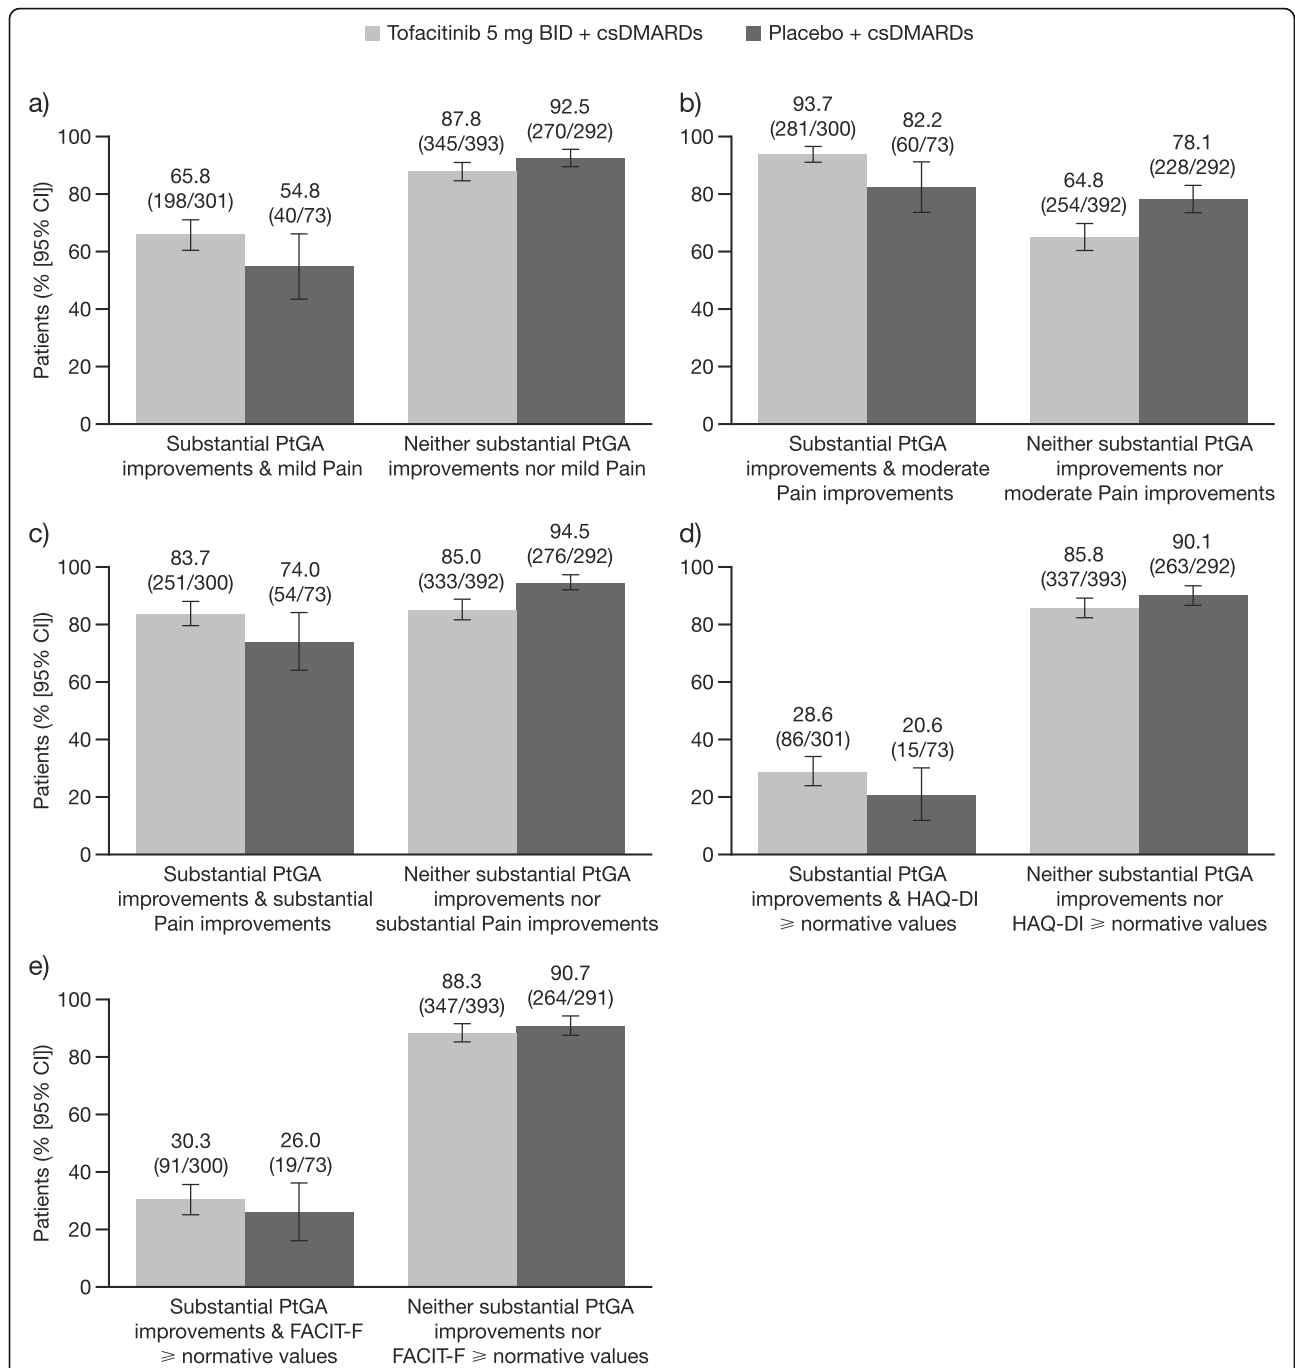 Tofacitinib 5 mg BID + csDMARDs Placebo + csDMARDs
a)
Patients (% [95% CI])
100
80
60
40
20
0
65.8
(198/301)
54.8
(40/73)
87.8
(345/393)
92.5
(270/292)
Substantial PtGA
improvements & mild Pain
Neither substantial PtGA
improvements nor mild Pain
b)
100
80
60
40
20
0
93.7
(281/300)
82.2
(60/73)
64.8
(254/392)
78.1
(228/292)
Substantial PtGA
improvements & moderate
Pain improvements
Neither substantial PtGA
improvements nor
moderate Pain improvements
c)
Patients (% [95% CI])
100
80
60
40
20
0
83.7
(251/300)
74.0
(54/73)
85.0
(333/392)
94.5
(276/292)
Substantial PtGA
improvements & substantial
Pain improvements
Neither substantial PtGA
improvements nor
substantial Pain improvements
d)
100
80
60
40
20
0
28.6
(86/301)
20.6
(15/73)
85.8
(337/393)
90.1
(263/292)
Substantial PtGA
improvements & HAQ-DI
⩾ normative values
Neither substantial PtGA
improvements nor
HAQ-DI ⩾ normative values
e)
Patients (% [95% CI])
100
80
60
40
20
0
30.3
(91/300)
26.0
(19/73)
88.3
(347/393)
90.7
(264/291)
Substantial PtGA
improvements & FACIT-F
⩾ normative values
Neither substantial PtGA
improvements nor
FACIT-F ⩾ normative values